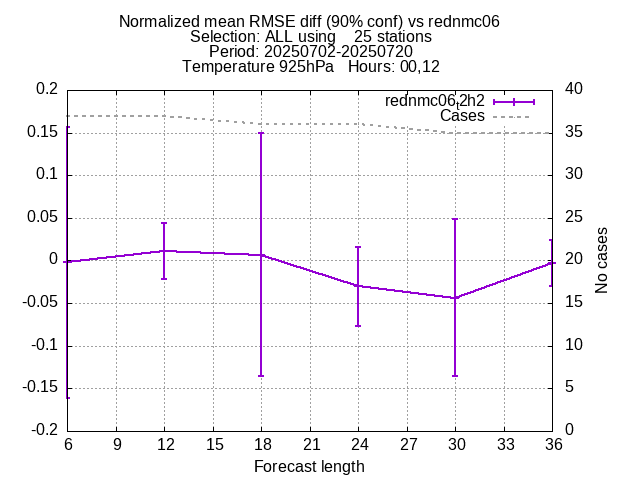 Normalized mean RMSE diff (90% conf) vs rednmc06
Selection: ALL using    25 stations
Period: 20250702-20250720
Temperature 925hPa   Hours: 00,12
rednmc06,2h2
Cases
0.2
0.15
0.1
0.05
0
-0.05
-0.1
-0.15
-0.2
40
35
30
25
20
15
10
5
0
No cases
6 9 12 15 18 21 24 27 30 33 36
Forecast length